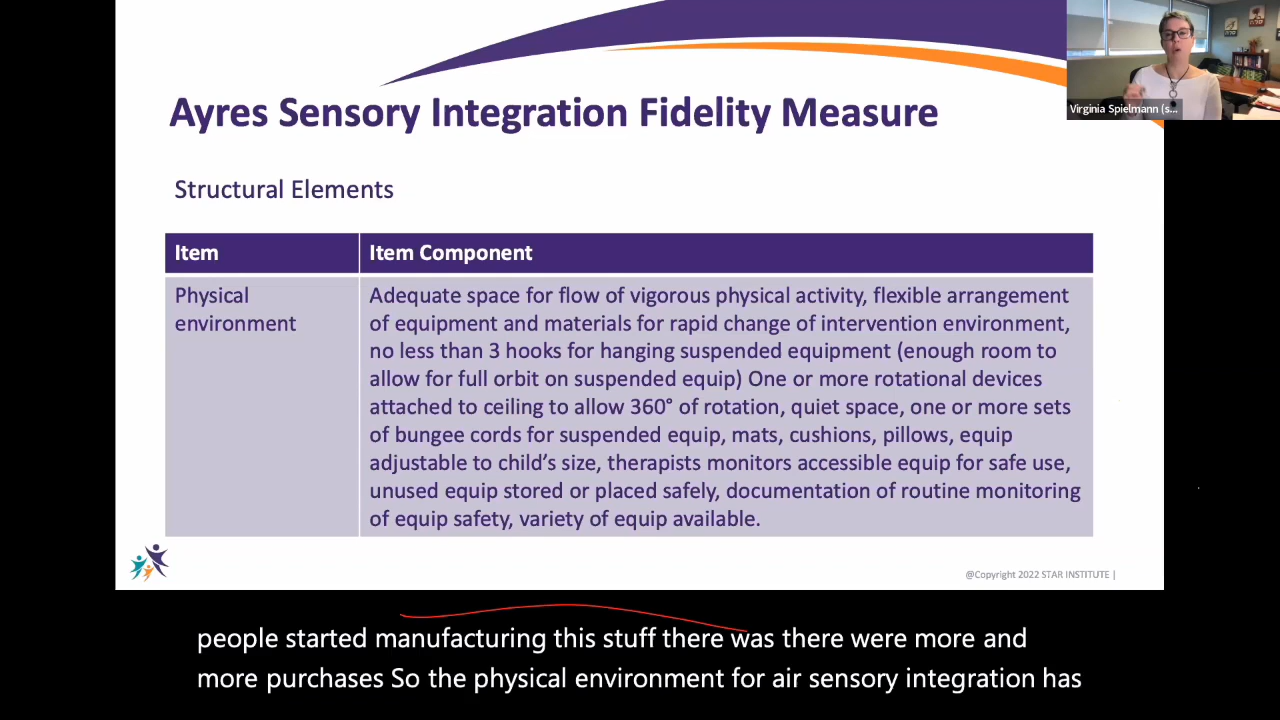 Ayres Sensory Integration Fidelity Measure
Virginia Spielmann (s...
Structural Elements
Item
Item Component
Physical
environment
Adequate space for flow of vigorous physical activity, flexible arrangement
of equipment and materials for rapid change of intervention environment,
no less than 3 hooks for hanging suspended equipment (enough room to
allow for full orbit on suspended equip) One or more rotational devices
attached to ceiling to allow 360° of rotation, quiet space, one or more sets
of bungee cords for suspended equip, mats, cushions, pillows, equip
adjustable to child’s size, therapists monitors accessible equip for safe use,
unused equip stored or placed safely, documentation of routine monitoring
of equip safety, variety of equip available.
@Copyright 2022 STAR INSTITUTE |
people started manufacturing this stuff there was there were more and
more purchases So the physical environment for air sensory integration has